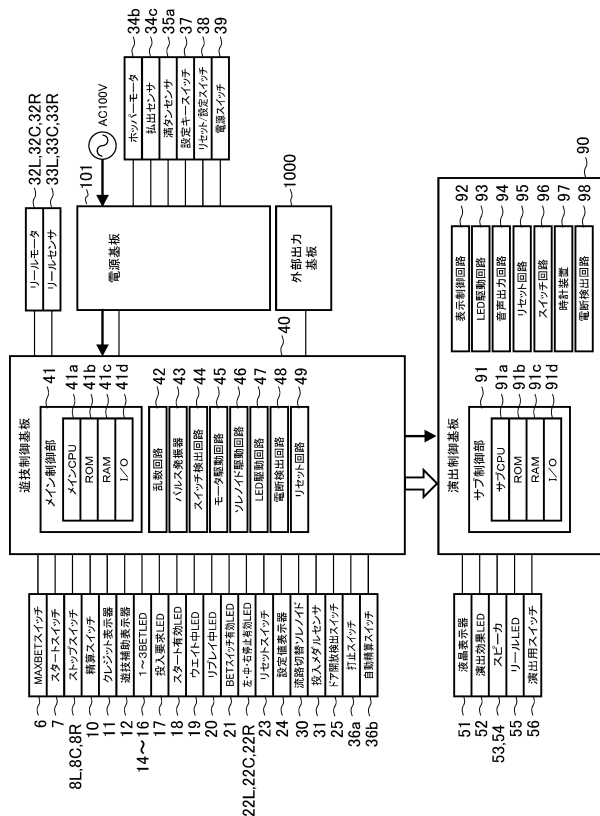 MAXBETスイッチ
スタートスイッチ
ストップスイッチ
精算スイッチ
クレジット表示器
遊技補助表示器
1～3BETLED
投入要求LED
スタート有効LED
ウエイト中LED
リプレイ中LED
BETスイッチ有効LED
左・中・右停止有効LED
リセットスイッチ
設定値表示器
流路切替ソレノイド
投入メダルセンサ
ドア開放検出スイッチ
打止スイッチ
自動精算スイッチ
6
7
8L,8C,8R
10
11
12
14～16
17
18
19
20
21
22L,22C,22R
23
24
30
31
25
36a
36b
遊技制御基板
40
メイン制御部
41
メインCPU
41a
ROM
41b
RAM
41c
I/O
41d
乱数回路
42
パルス発振器
43
スイッチ検出回路
44
モータ駆動回路
45
ソレノイド駆動回路
46
LED駆動回路
47
電断検出回路
48
リセット回路
49
リールモータ
32L,32C,32R
リールセンサ
33L,33C,33R
電源基板
101
AC100V
外部出力
基板
1000
ホッパーモータ
34b
払出センサ
34c
満タンセンサ
35a
設定キースイッチ
37
リセット/設定スイッチ
38
電源スイッチ
39
液晶表示器
51
演出効果LED
52
スピーカ
53,54
リールLED
55
演出用スイッチ
56
演出制御基板
90
サブ制御部
91
サブCPU
91a
ROM
91b
RAM
91c
I/O
91d
表示制御回路
92
LED駆動回路
93
音声出力回路
94
リセット回路
95
スイッチ回路
96
時計装置
97
電断検出回路
98